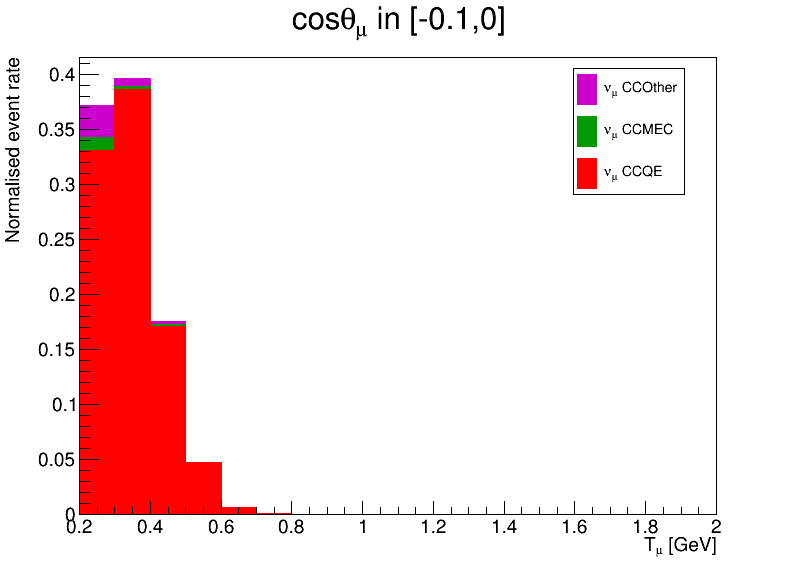 cosθμ in [-0.1,0]
Normalised event rate
νμ CCOther
νμ CCMEC
νμ CCQE
0.4
0.35
0.3
0.25
0.2
0.15
0.1
0.05
0
0.2 0.4 0.6 0.8 1 1.2 1.4 1.6 1.8 2
Tμ [GeV]